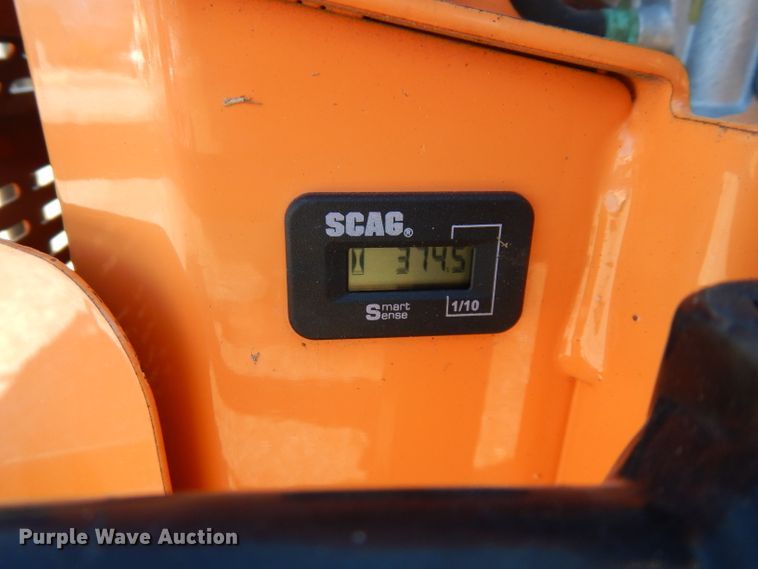 SCAG®
374.5
Smart
Sense
1/10
Purple Wave Auction®